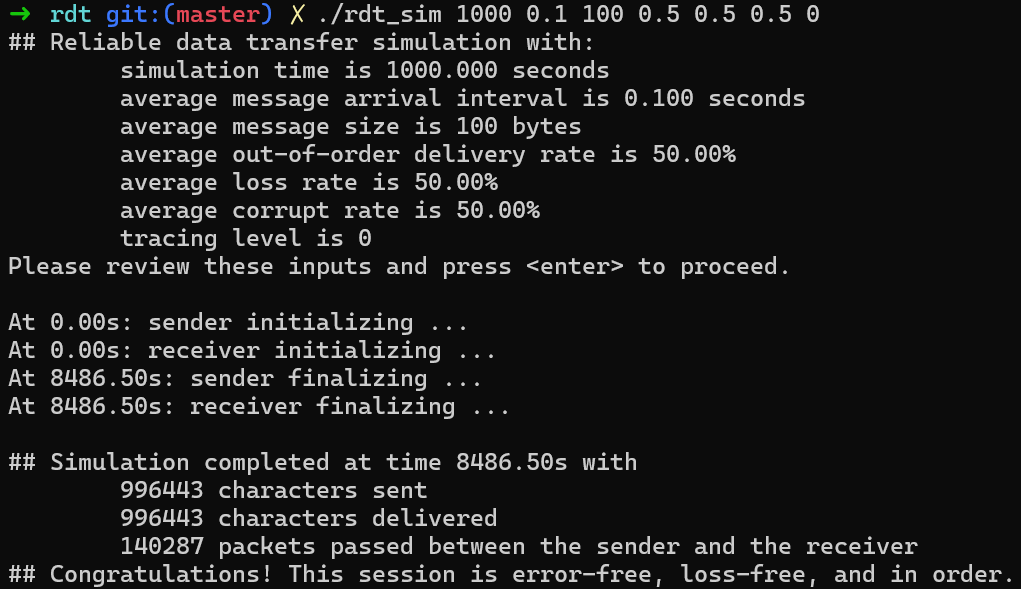 → rdt git:(master) ✗ ./rdt_sim 1000 0.1 100 0.5 0.5 0.5 0
## Reliable data transfer simulation with:
simulation time is 1000.000 seconds
average message arrival interval is 0.100 seconds
average message size is 100 bytes
average out-of-order delivery rate is 50.00%
average loss rate is 50.00%
average corrupt rate is 50.00%
tracing level is 0
Please review these inputs and press <enter> to proceed.
At 0.00s: sender initializing ...
At 0.00s: receiver initializing ...
At 8486.50s: sender finalizing ...
At 8486.50s: receiver finalizing ...
## Simulation completed at time 8486.50s with
996443 characters sent
996443 characters delivered
140287 packets passed between the sender and the receiver
## Congratulations! This session is error-free, loss-free, and in order.